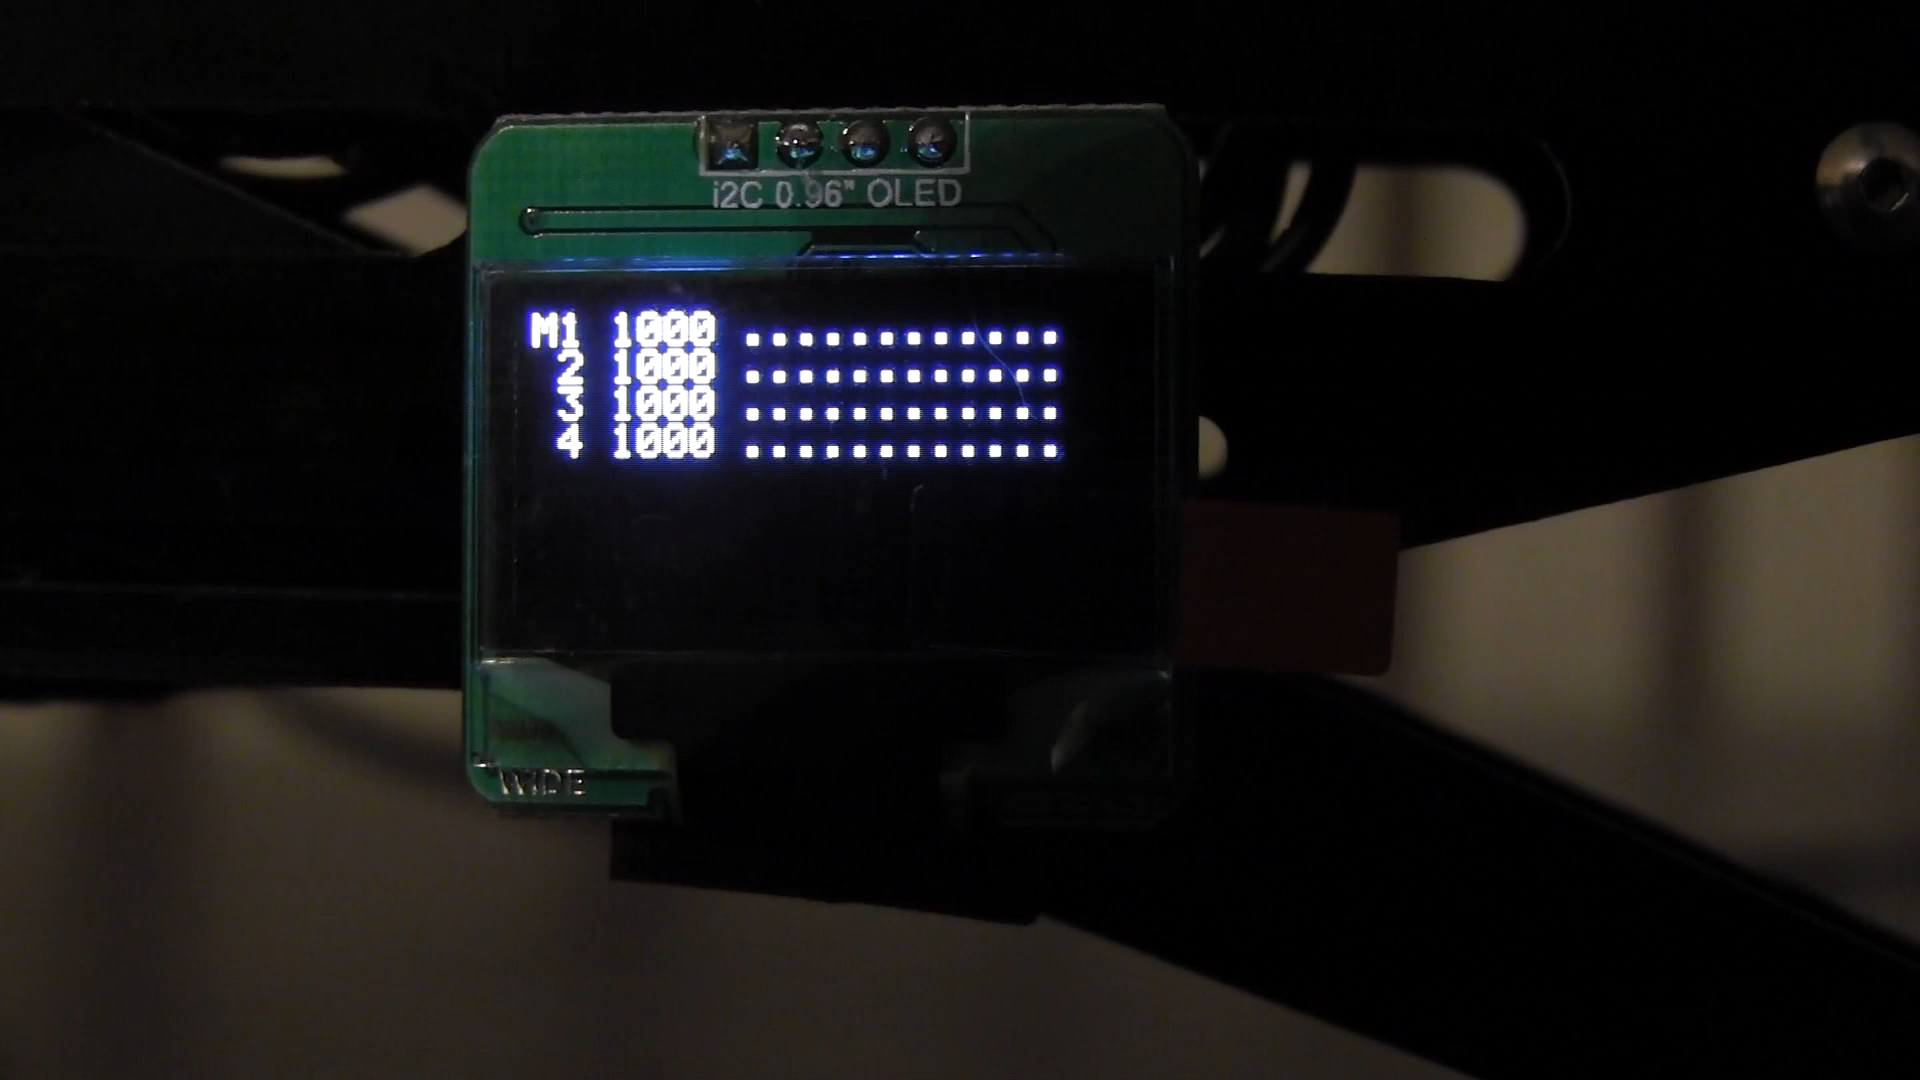 i2C 0.96" OLED
M1 1000 ............
2 1000 ............
3 1000 ............
4 1000 ............
WIDE